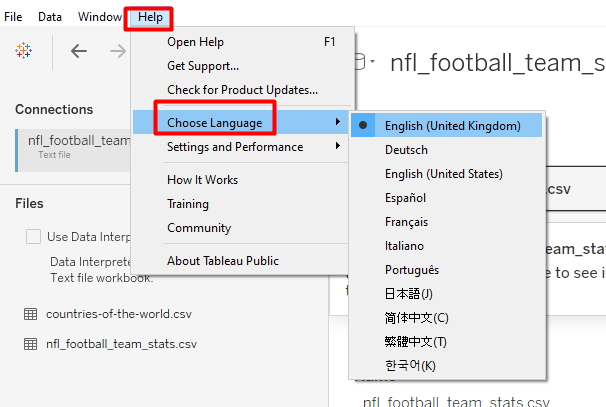 File Data Window Help
nfl_football_team_s
Open Help F1
Get Support...
Check for Product Updates...
Choose Language
Settings and Performance
How It Works
Training
Community
About Tableau Public
English (United Kingdom)
Deutsch
English (United States)
Español
Français
Italiano
Português
日本語(J)
简体中文(C)
繁體中文(T)
한국어(K)
Connections
nfl_football_team
Text file
Files
Use Data Interp
Data Interprete
Text file workbook.
countries-of-the-world.csv
nfl_football_team_stats.csv
.csv
team_stats.c
e to see i
nfl_football_team_stats.csv